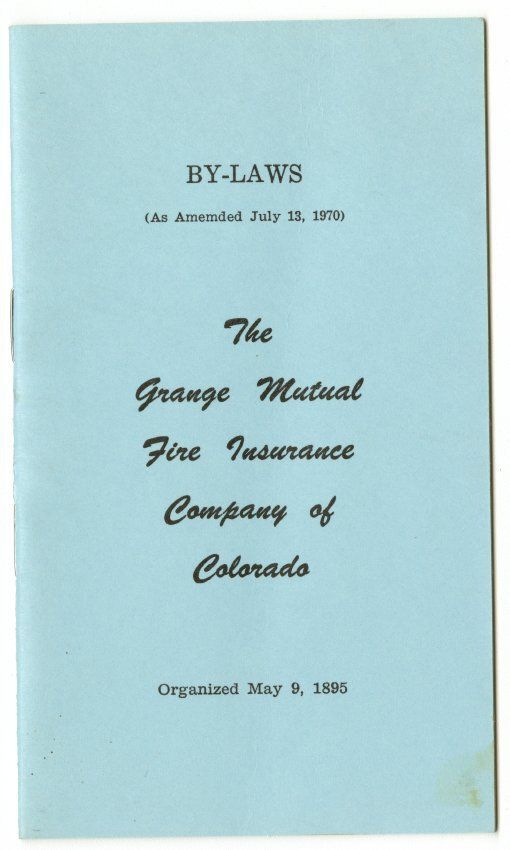 BY-LAWS
(As Amemded July 13, 1970)
The
Grange Mutual
Fire Insurance
Company of
Colorado
Organized May 9, 1895